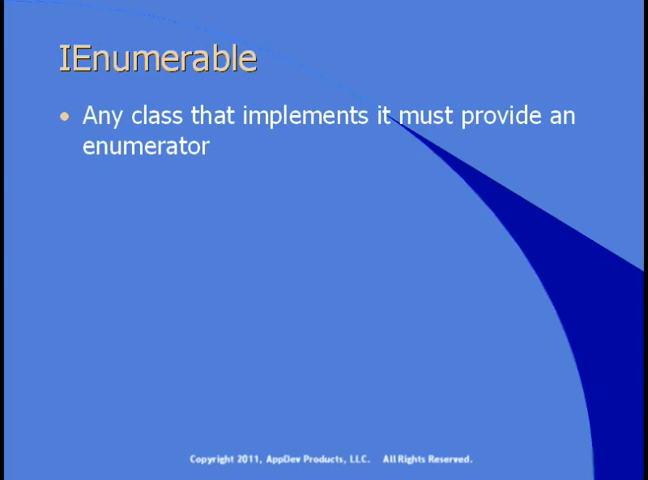 IEnumerable
• Any class that implements it must provide an
enumerator
Copyright 2011, AppDev Products, LLC. All Rights Reserved.